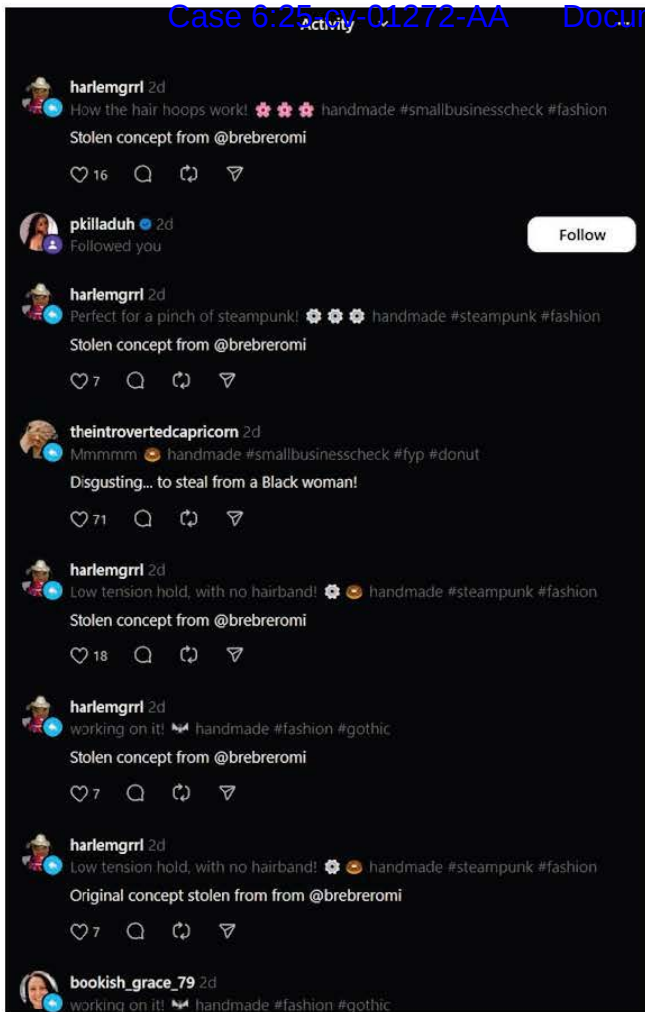 Case 6:25-cv-01272-AA Docu
Activity
harlemgrrl 2d
How the hair hoops work! 🌸 🌸 🌸 handmade #smallbusinesscheck #fashion
Stolen concept from @brebreromi
16
pkilladuh 2d
Followed you
Follow
harlemgrrl 2d
Perfect for a pinch of steampunk! ⚙️ ⚙️ ⚙️ handmade #steampunk #fashion
Stolen concept from @brebreromi
7
theintrovertedcapricorn 2d
Mmmmm 🍩 handmade #smallbusinesscheck #fyp #donut
Disgusting... to steal from a Black woman!
71
harlemgrrl 2d
Low tension hold, with no hairband! ⚙️ 🍩 handmade #steampunk #fashion
Stolen concept from @brebreromi
18
harlemgrrl 2d
working on it! 🦇 handmade #fashion #gothic
Stolen concept from @brebreromi
7
harlemgrrl 2d
Low tension hold, with no hairband! ⚙️ 🍩 handmade #steampunk #fashion
Original concept stolen from from @brebreromi
7
bookish_grace_79 2d
working on it! 🦇 handmade #fashion #gothic